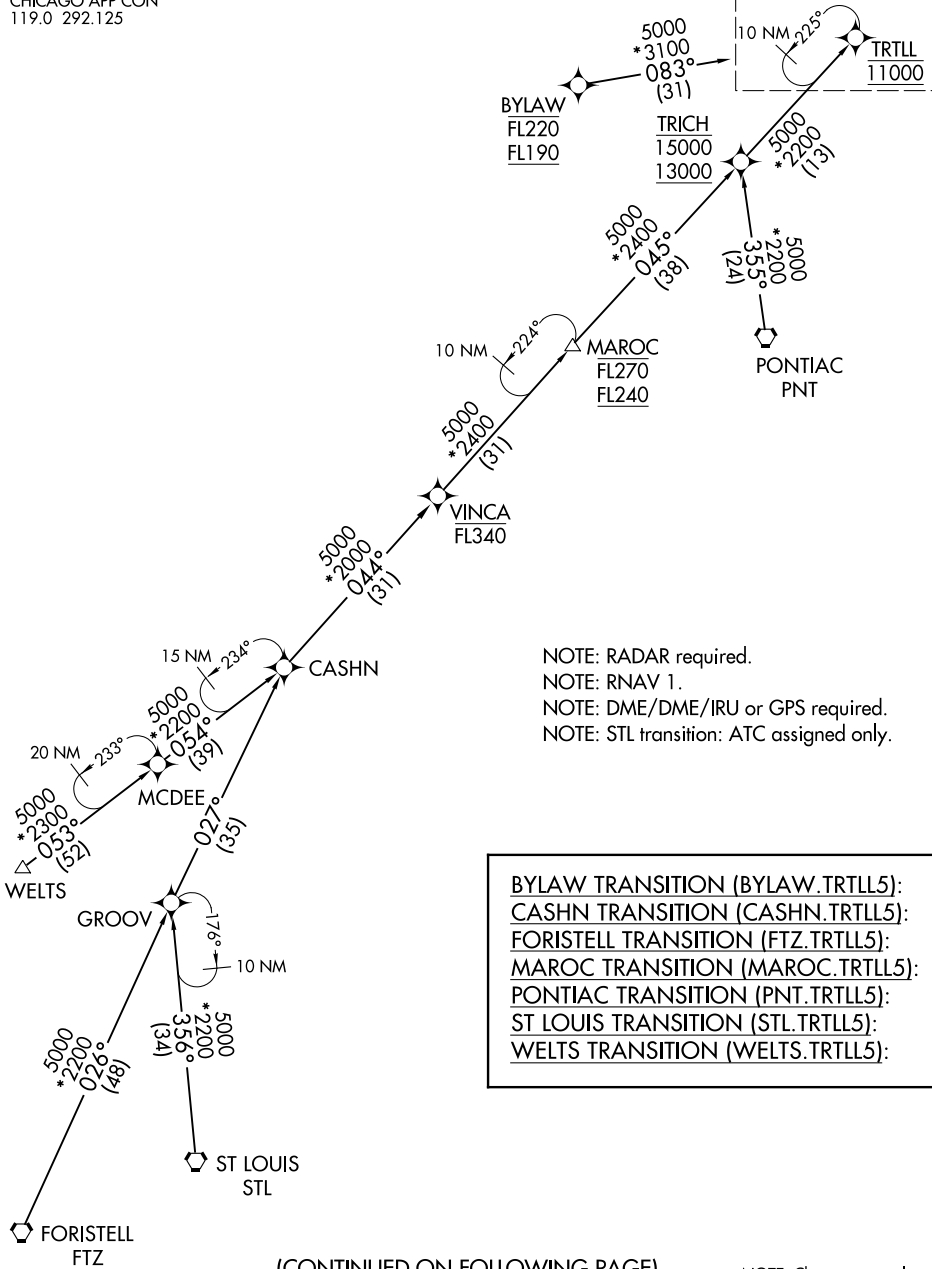 CHICAGO APP CON
119.0 292.125
5000
*3100
083°
(31)
10 NM
225°
TRTLL
11000
BYLAW
FL220
FL190
TRICH
15000
13000
5000
*2200
(13)
5000
*2400
045°
(38)
5000
*2200
355°
(24)
10 NM
224°
MAROC
FL270
FL240
PONTIAC
PNT
5000
*2400
(31)
VINCA
FL340
5000
*2000
044°
(31)
15 NM
234°
CASHN
NOTE: RADAR required.
NOTE: RNAV 1.
NOTE: DME/DME/IRU or GPS required.
NOTE: STL transition: ATC assigned only.
5000
*2200
054°
(39)
20 NM
233°
MCDEE
5000
*2300
053°
(52)
WELTS
027°
(35)
GROOV
176°
10 NM
BYLAW TRANSITION (BYLAW.TRTLL5):
CASHN TRANSITION (CASHN.TRTLL5):
FORISTELL TRANSITION (FTZ.TRTLL5):
MAROC TRANSITION (MAROC.TRTLL5):
PONTIAC TRANSITION (PNT.TRTLL5):
ST LOUIS TRANSITION (STL.TRTLL5):
WELTS TRANSITION (WELTS.TRTLL5):
5000
*2200
026°
(48)
5000
*2200
356°
(34)
ST LOUIS
STL
FORISTELL
FTZ
(CONTINUED ON FOLLOWING PAGE)